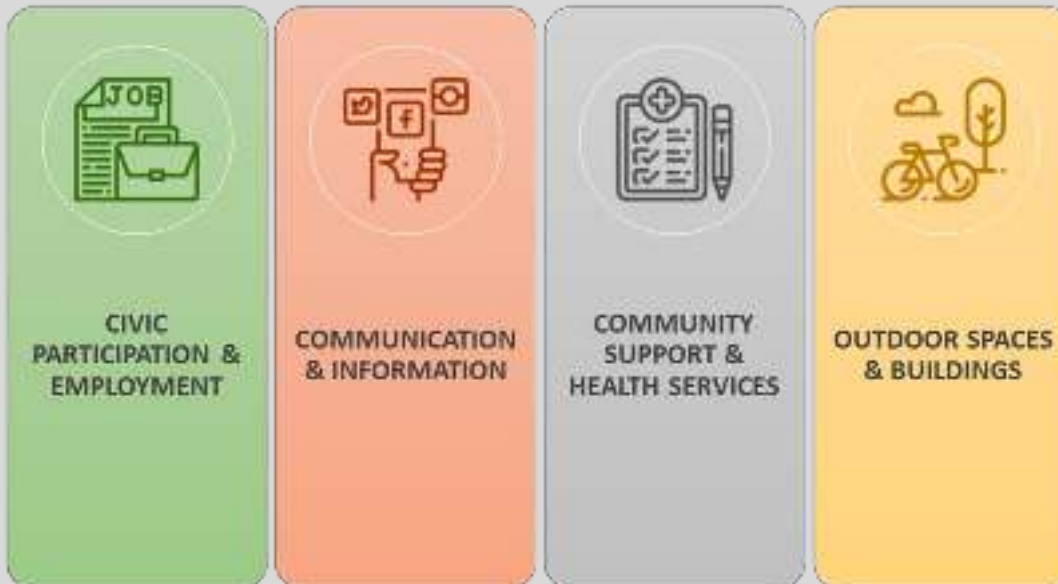 JOB
CIVIC
PARTICIPATION &
EMPLOYMENT
f
COMMUNICATION
& INFORMATION
COMMUNITY
SUPPORT &
HEALTH SERVICES
OUTDOOR SPACES
& BUILDINGS